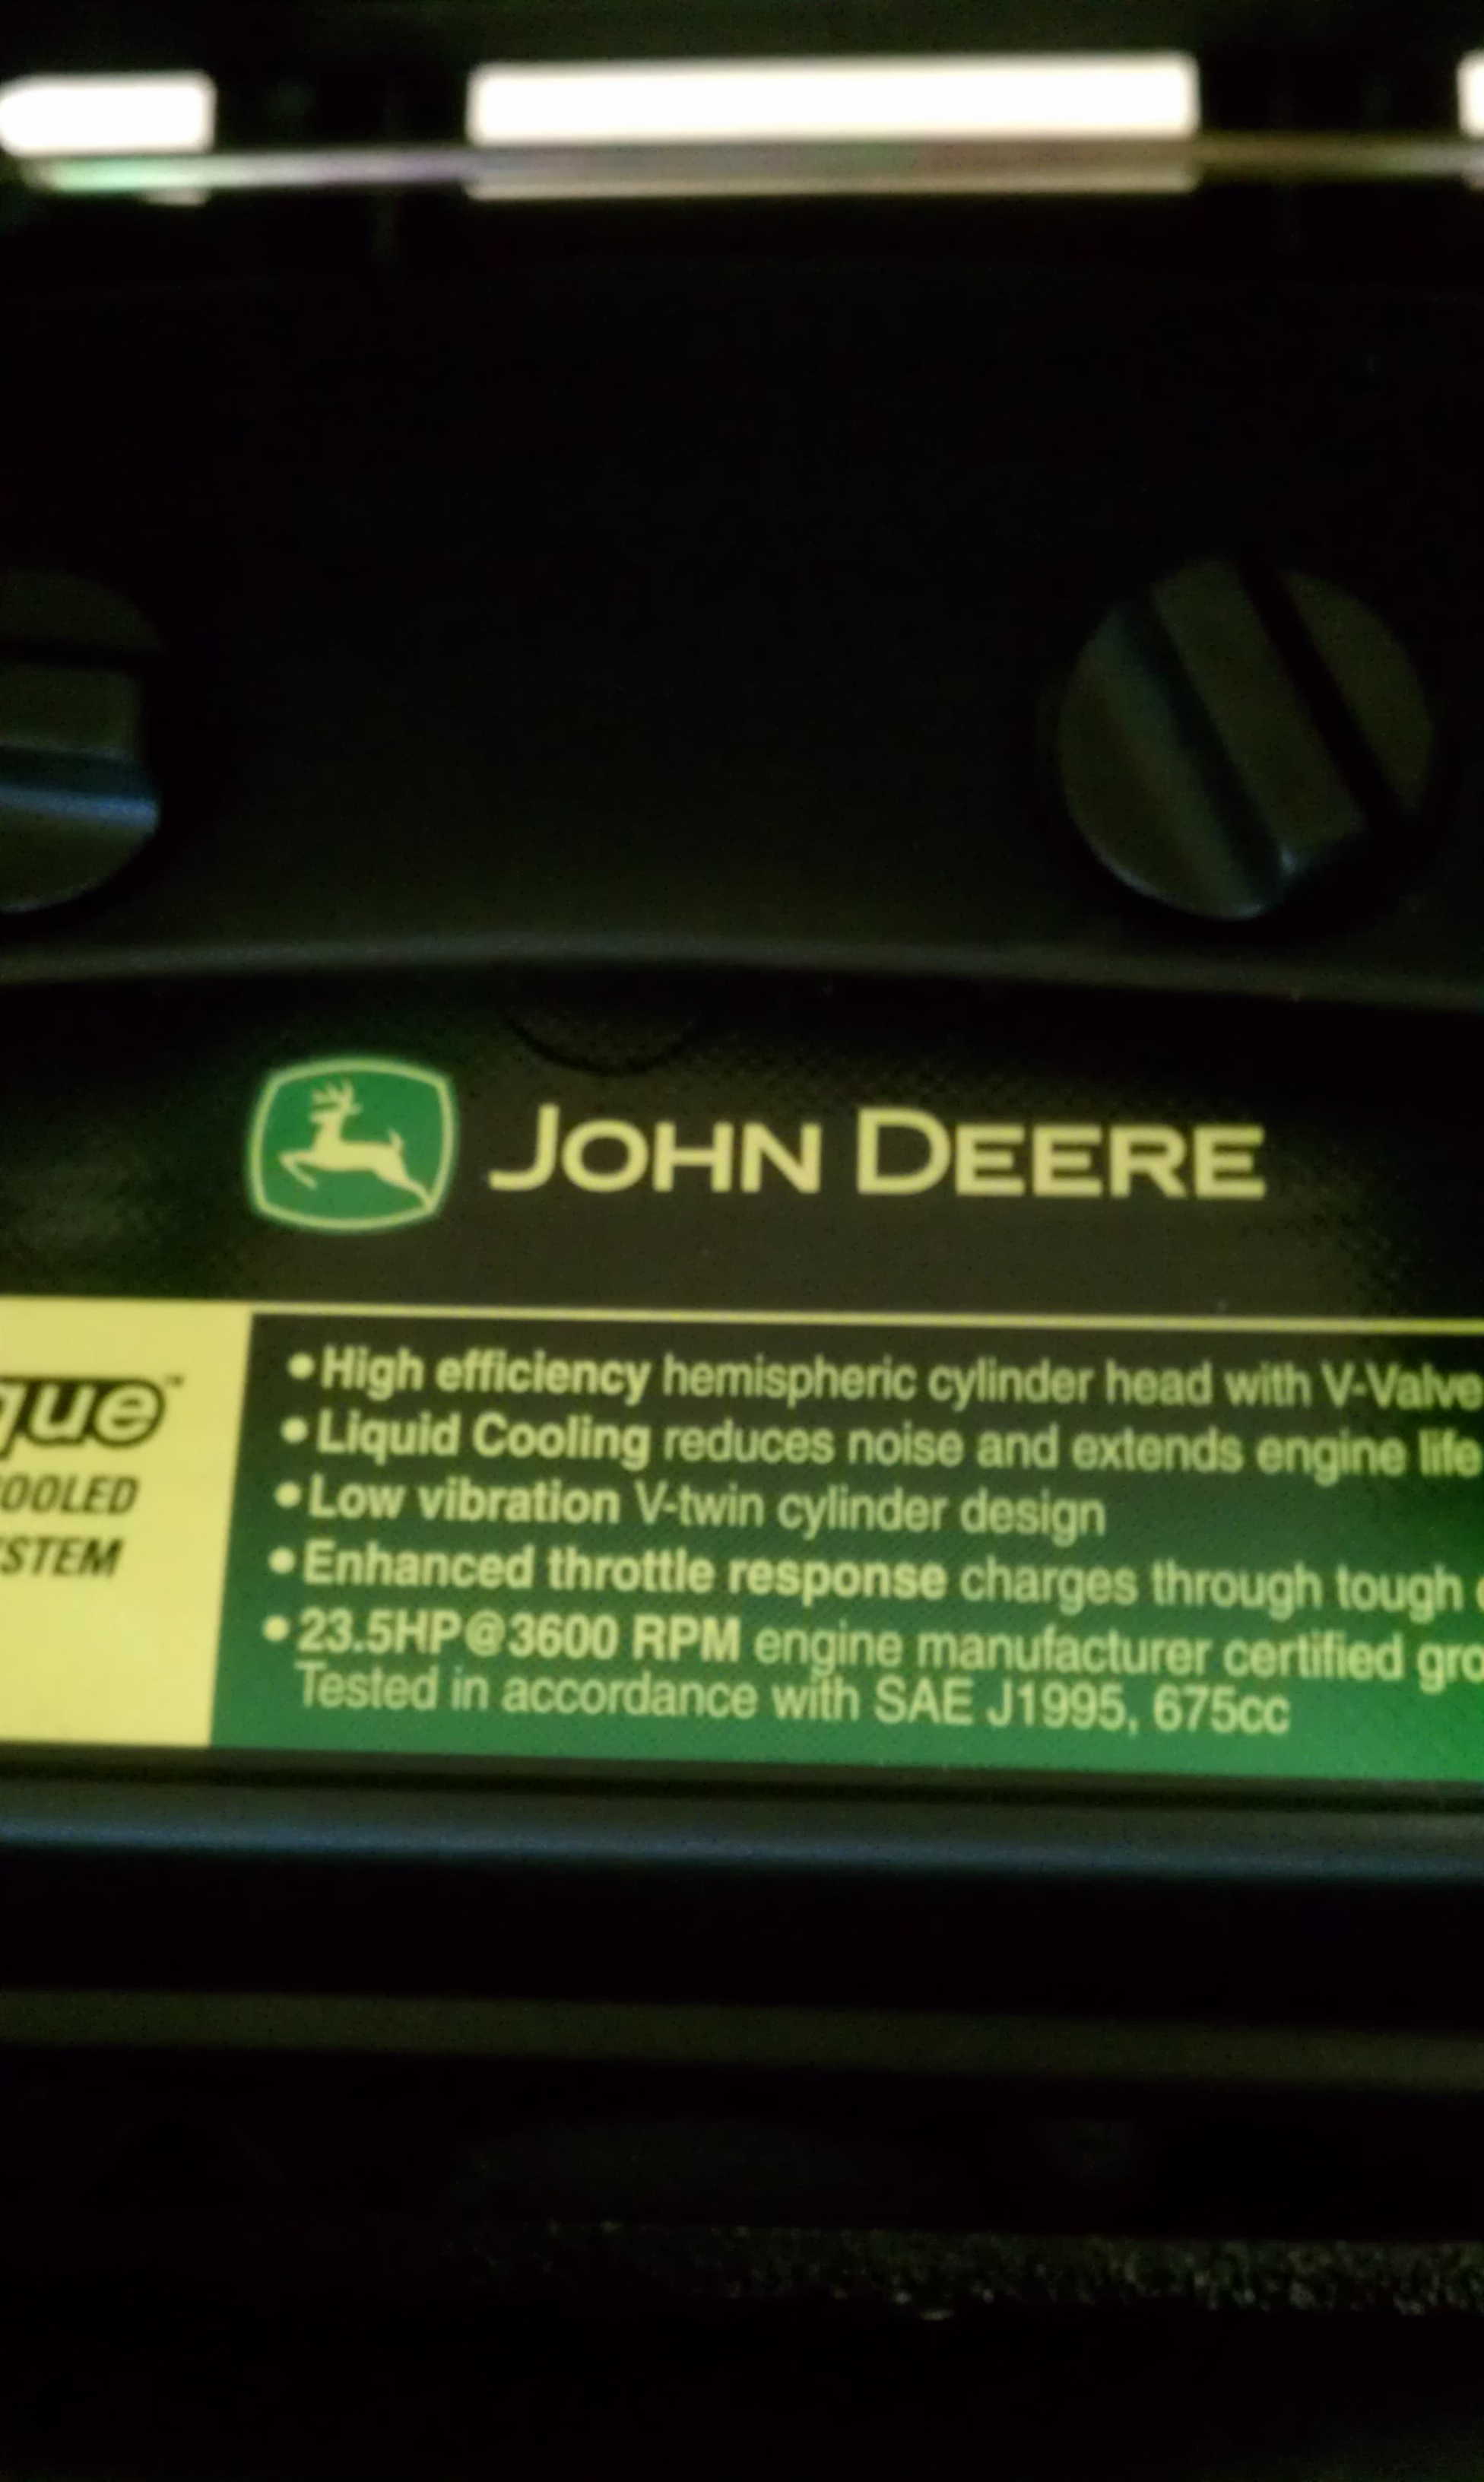 JOHN DEERE
que™
OOLED
STEM
•High efficiency hemispheric cylinder head with V-Valve
•Liquid Cooling reduces noise and extends engine life
•Low vibration V-twin cylinder design
•Enhanced throttle response charges through tough
•23.5HP@3600 RPM engine manufacturer certified gro
Tested in accordance with SAE J1995, 675cc